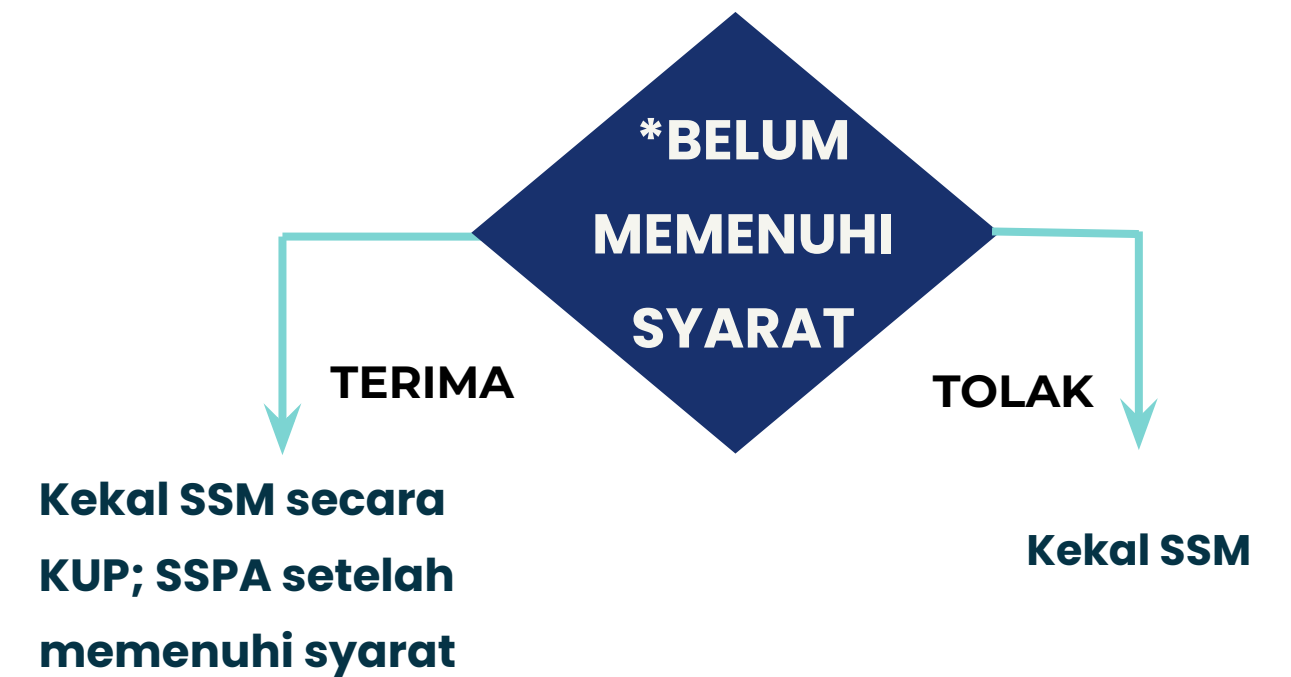 *BELUM
MEMENUHI
SYARAT
TERIMA
TOLAK
Kekal SSM secara
KUP; SSPA setelah
memenuhi syarat
Kekal SSM